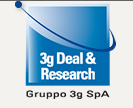 3g Deal &
Research
Gruppo 3g SpA